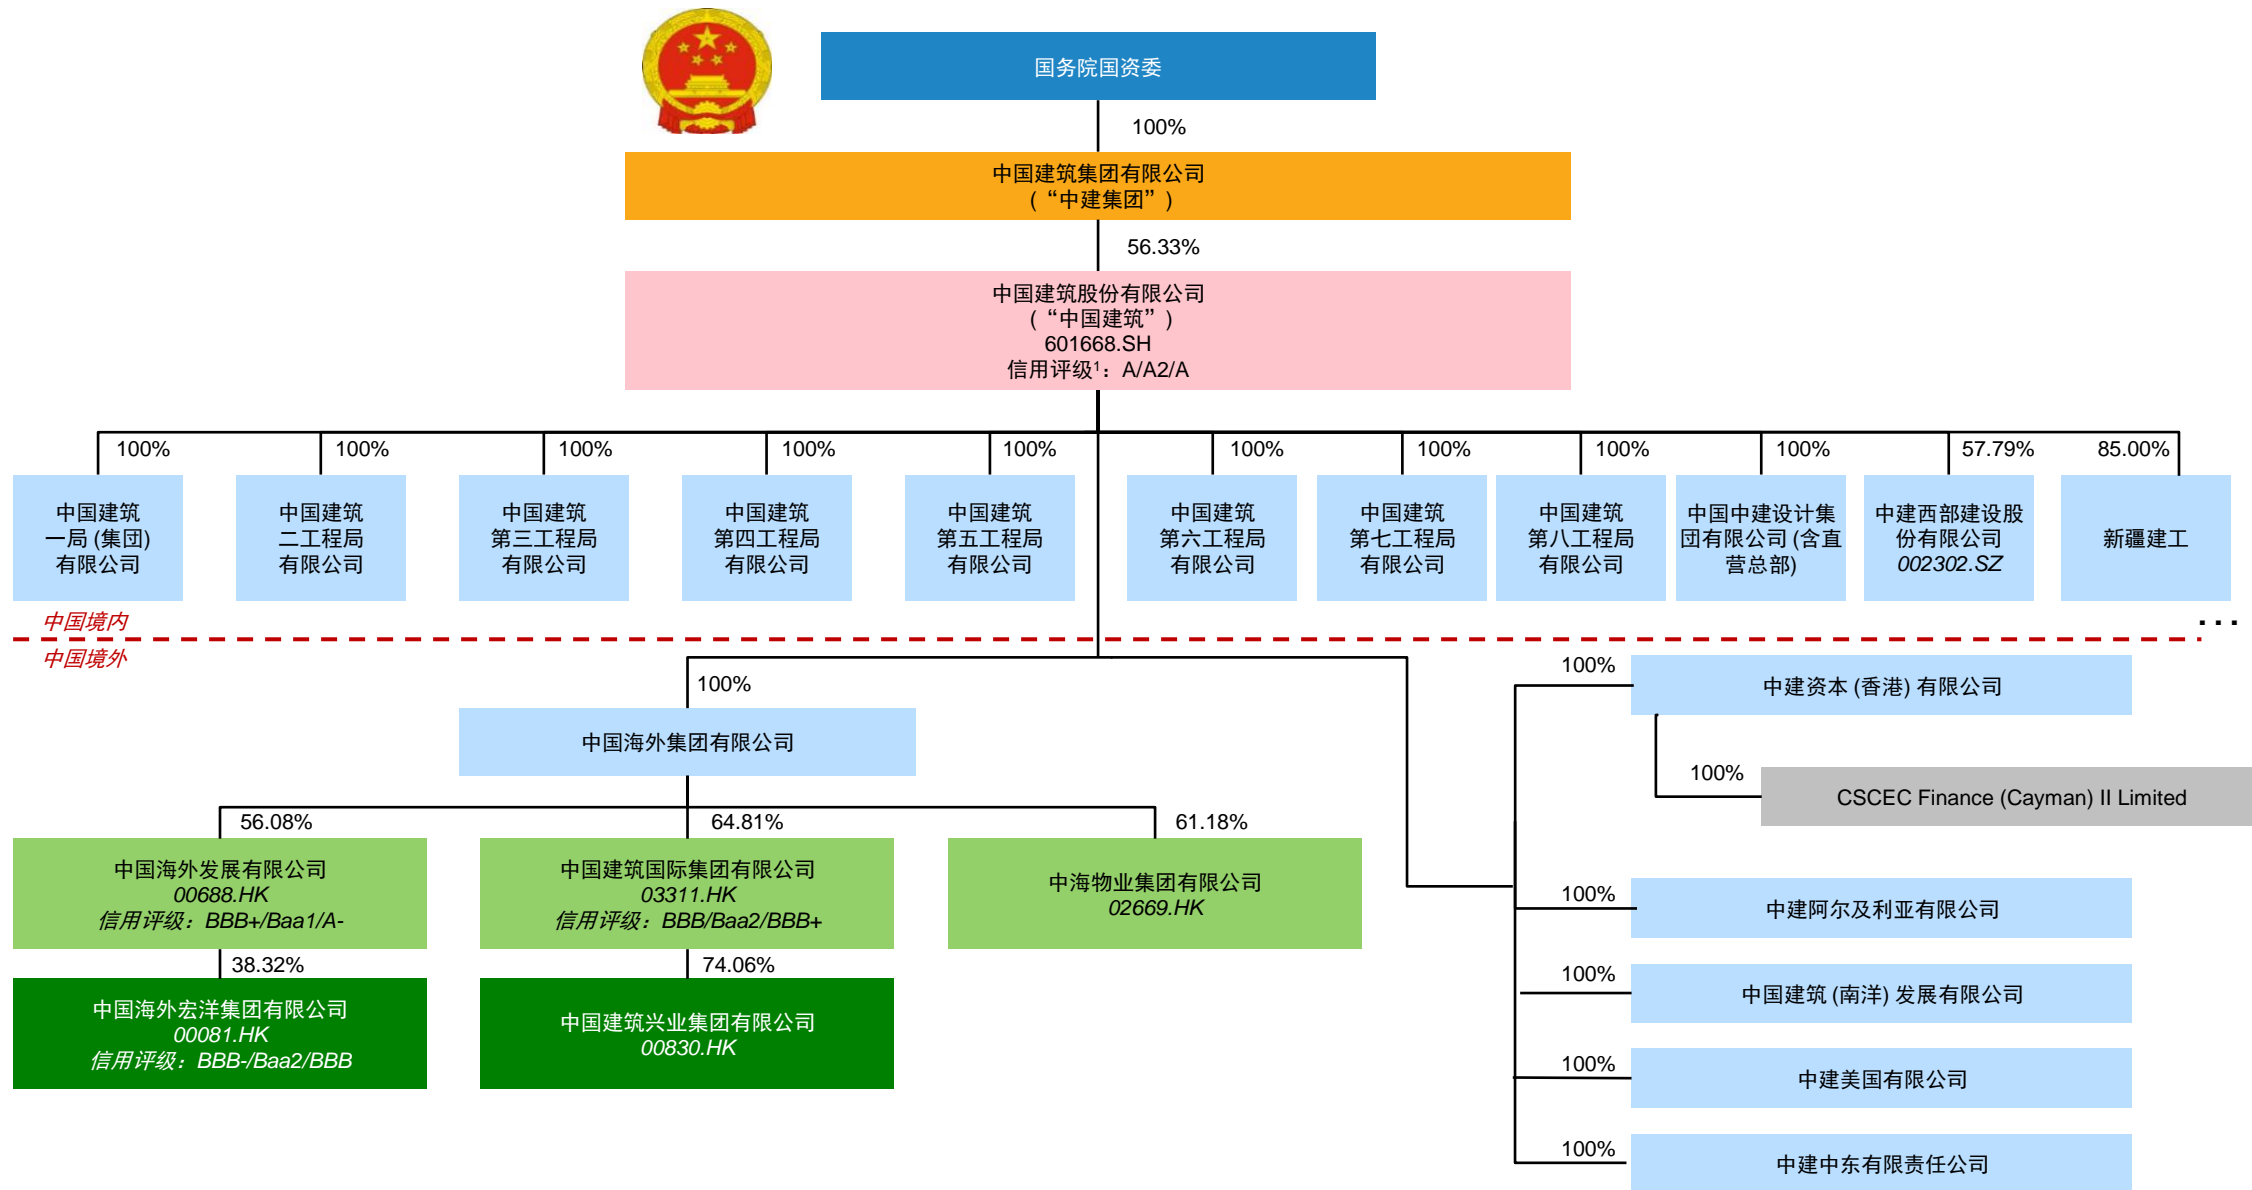 国务院国资委
100%
中国建筑集团有限公司
(“中建集团”)
56.33%
中国建筑股份有限公司
(“中国建筑”)
601668.SH
信用评级¹：A/A2/A
100%
100%
100%
100%
100%
100%
100%
100%
100%
57.79%
85.00%
中国建筑
一局 (集团)
有限公司
中国建筑
二工程局
有限公司
中国建筑
第三工程局
有限公司
中国建筑
第四工程局
有限公司
中国建筑
第五工程局
有限公司
中国建筑
第六工程局
有限公司
中国建筑
第七工程局
有限公司
中国建筑
第八工程局
有限公司
中国中建设计集
团有限公司 (含直
营总部)
中建西部建设股
份有限公司
002302.SZ
新疆建工
中国境内
...
中国境外
100%
中国海外集团有限公司
56.08%
64.81%
61.18%
中国海外发展有限公司
00688.HK
信用评级：BBB+/Baa1/A-
中国建筑国际集团有限公司
03311.HK
信用评级：BBB/Baa2/BBB+
中海物业集团有限公司
02669.HK
38.32%
74.06%
中国海外宏洋集团有限公司
00081.HK
信用评级：BBB-/Baa2/BBB
中国建筑兴业集团有限公司
00830.HK
100%
中建资本 (香港) 有限公司
100%
CSCEC Finance (Cayman) II Limited
100%
中建阿尔及利亚有限公司
100%
中国建筑 (南洋) 发展有限公司
100%
中建美国有限公司
100%
中建中东有限责任公司